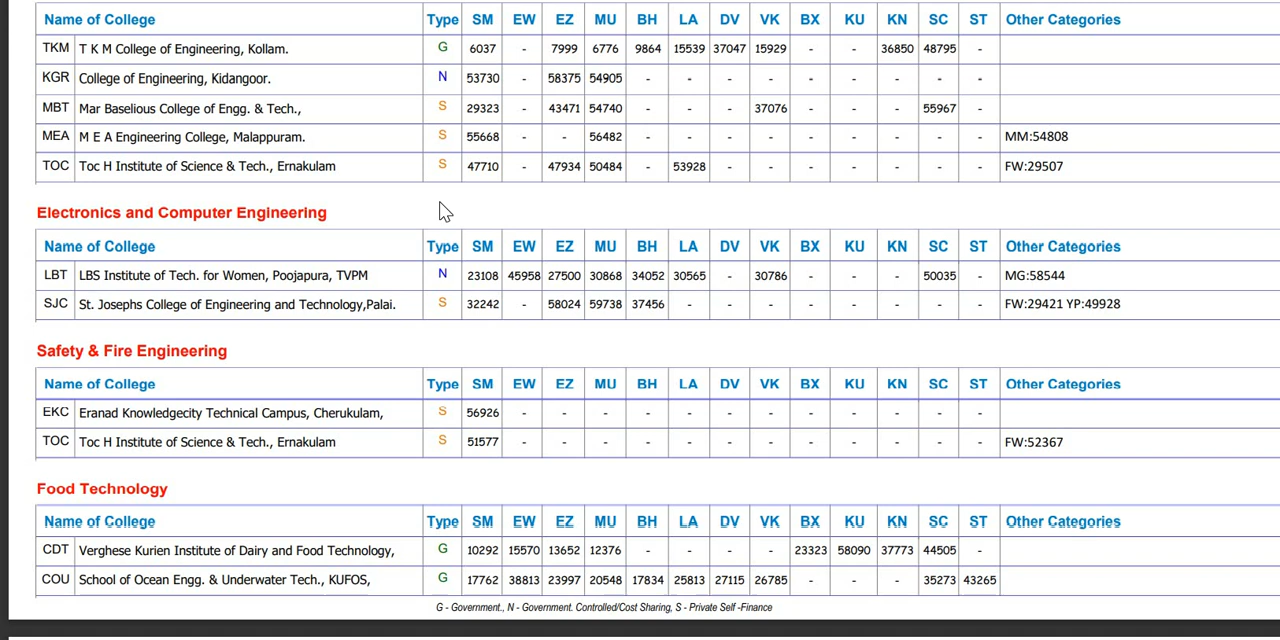 Name of College Type SM EW EZ MU BH LA DV VK BX KU KN SC ST Other Categories
TKM T K M College of Engineering, Kollam. G 6037 - 7999 6776 9864 15539 37047 15929 - - 36850 48795 -
KGR College of Engineering, Kidangoor. N 53730 - 58375 54905 - - - - - - - - -
MBT Mar Baselious College of Engg. & Tech., S 29323 - 43471 54740 - - - 37076 - - - 55967 -
MEA M E A Engineering College, Malappuram. S 55668 - - 56482 - - - - - - - - - MM:54808
TOC Toc H Institute of Science & Tech., Ernakulam S 47710 - 47934 50484 - 53928 - - - - - - - FW:29507
Electronics and Computer Engineering
Name of College Type SM EW EZ MU BH LA DV VK BX KU KN SC ST Other Categories
LBT LBS Institute of Tech. for Women, Poojapura, TVPM N 23108 45958 27500 30868 34052 30565 - 30786 - - - 50035 - MG:58544
SJC St. Josephs College of Engineering and Technology,Palai. S 32242 - 58024 59738 37456 - - - - - - - - FW:29421 YP:49928
Safety & Fire Engineering
Name of College Type SM EW EZ MU BH LA DV VK BX KU KN SC ST Other Categories
EKC Eranad Knowledgecity Technical Campus, Cherukulam, S 56926 - - - - - - - - - - - -
TOC Toc H Institute of Science & Tech., Ernakulam S 51577 - - - - - - - - - - - - FW:52367
Food Technology
Name of College Type SM EW EZ MU BH LA DV VK BX KU KN SC ST Other Categories
CDT Verghese Kurien Institute of Dairy and Food Technology, G 10292 15570 13652 12376 - - - - 23323 58090 37773 44505 -
COU School of Ocean Engg. & Underwater Tech., KUFOS, G 17762 38813 23997 20548 17834 25813 27115 26785 - - - 35273 43265
G - Government., N - Government. Controlled/Cost Sharing, S - Private Self -Finance